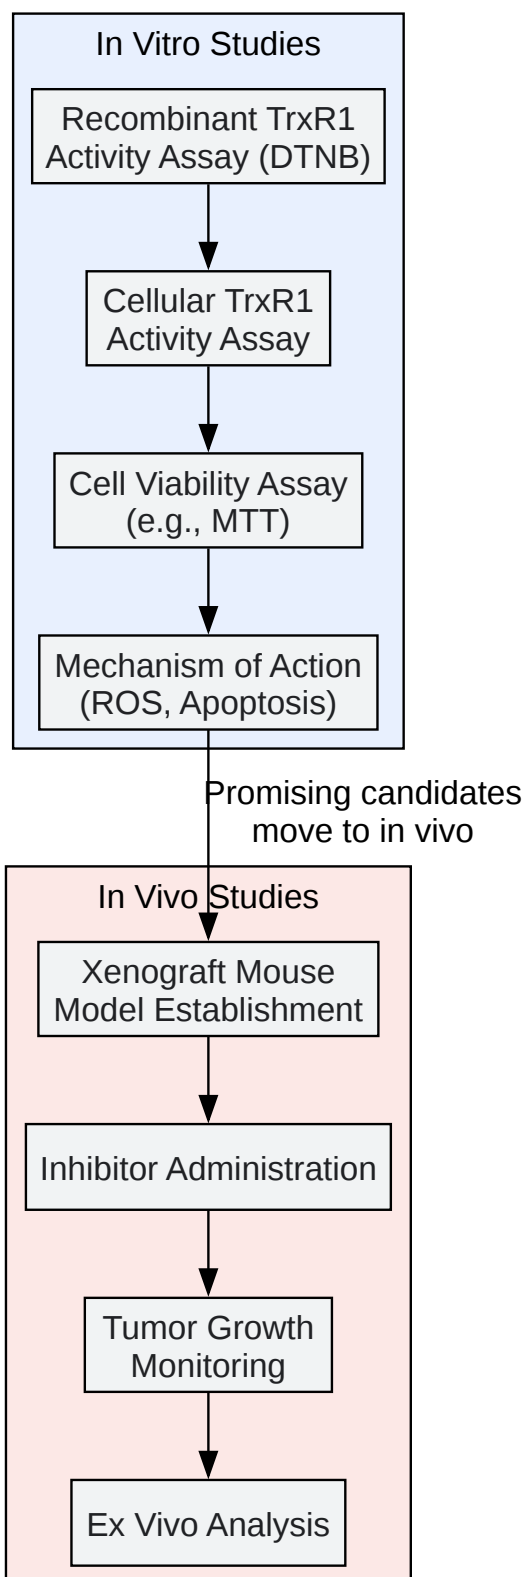 In Vitro Studies
Recombinant TrxR1
Activity Assay (DTNB)
Cellular TrxR1
Activity Assay
Cell Viability Assay
(e.g., MTT)
Mechanism of Action
(ROS, Apoptosis)
Promising candidates
move to in vivo
In Vivo Studies
Xenograft Mouse
Model Establishment
Inhibitor Administration
Tumor Growth
Monitoring
Ex Vivo Analysis